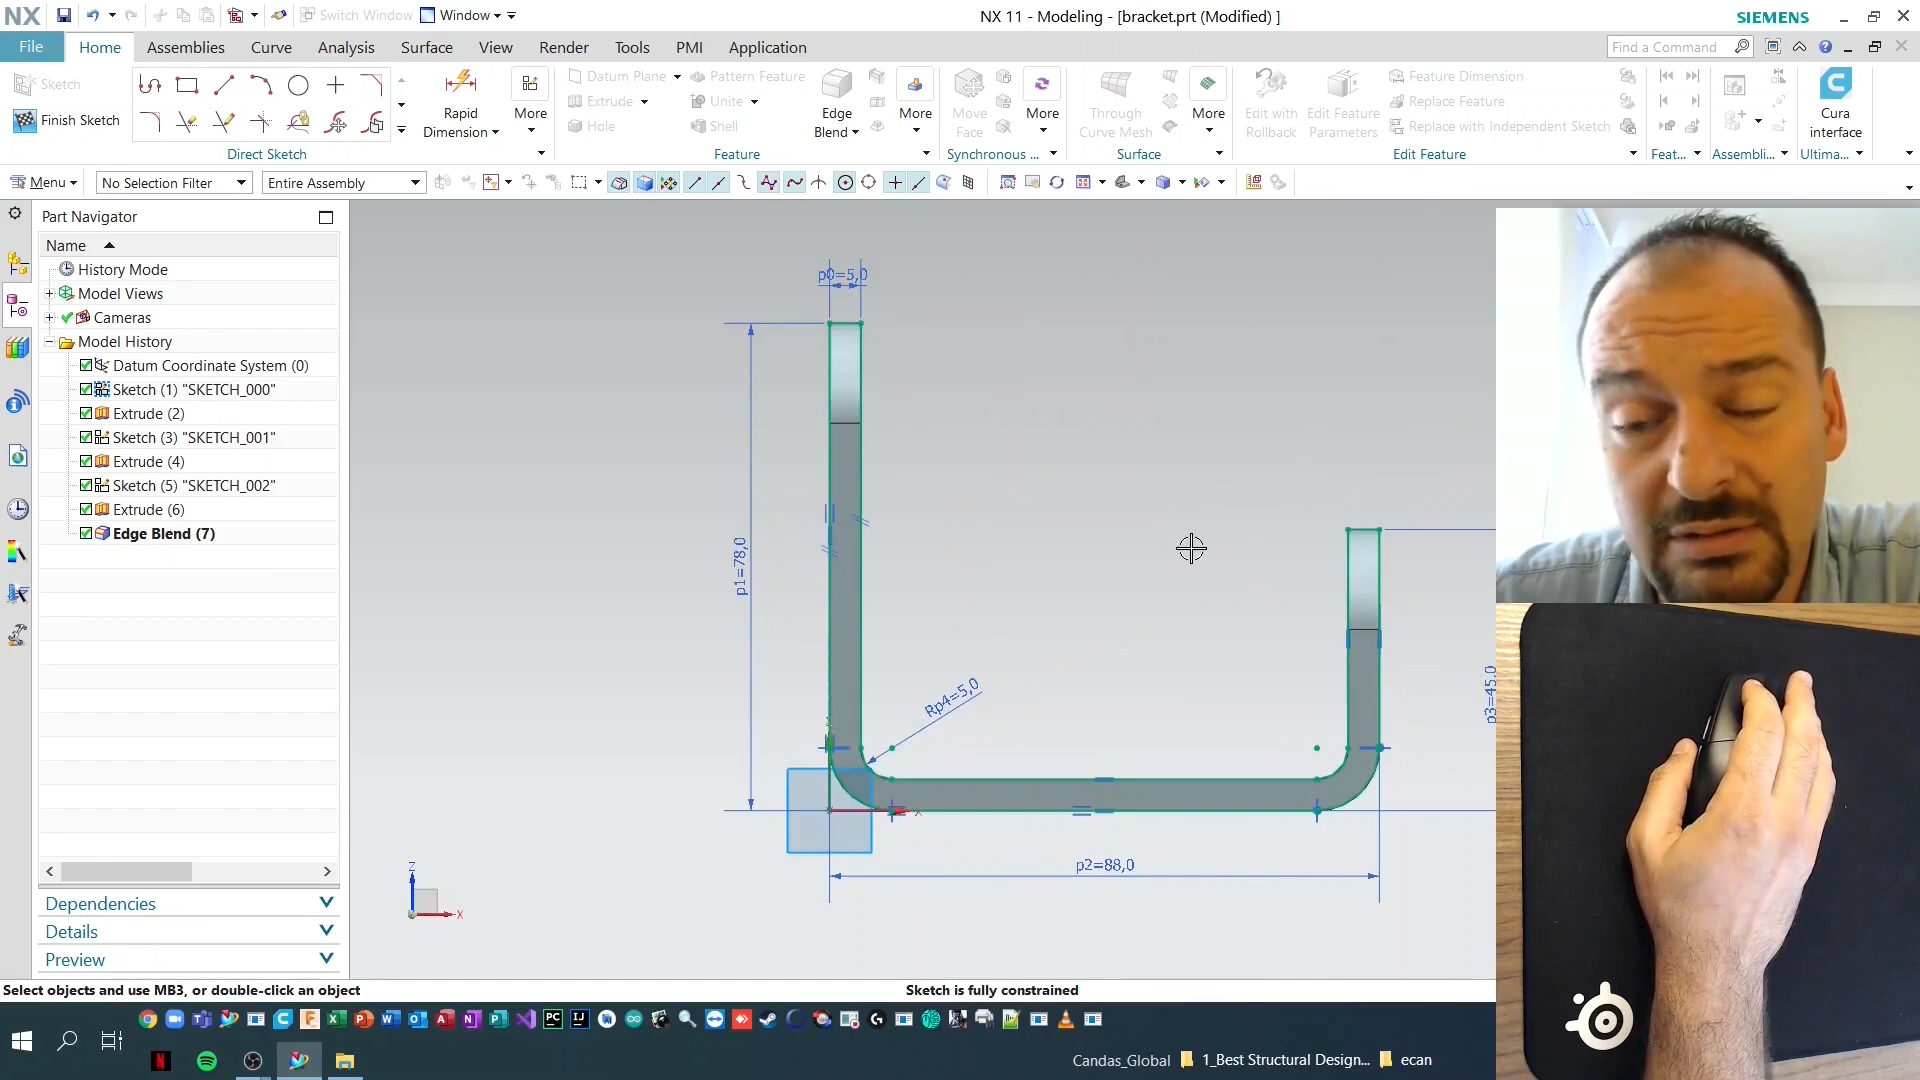 NX Switch Window Window NX 11 - Modeling - [bracket.prt (Modified) ] SIEMENS
File Home Assemblies Curve Analysis Surface View Render Tools PMI Application Find a Command
Sketch
Finish Sketch
Direct Sketch
Rapid
Dimension
More
Datum Plane
Extrude
Hole
Pattern Feature
Unite
Shell
Edge
Blend
More
Feature
Move
Face
More
Synchronous ...
Through
Curve Mesh
More
Surface
Edit with
Rollback
Edit Feature
Parameters
Feature Dimension
Replace Feature
Replace with Independent Sketch
Edit Feature
Feat...
Assembli...
Cura
interface
Ultima...
Menu No Selection Filter Entire Assembly
Part Navigator
Name
History Mode
Model Views
Cameras
Model History
Datum Coordinate System (0)
Sketch (1) "SKETCH_000"
Extrude (2)
Sketch (3) "SKETCH_001"
Extrude (4)
Sketch (5) "SKETCH_002"
Extrude (6)
Edge Blend (7)
Dependencies
Details
Preview
p0=5,0
p1=78,0
Rp4=5,0
p3=45,0
p2=88,0
X
Z
X
Select objects and use MB3, or double-click an object
Sketch is fully constrained
Candas_Global 1_Best Structural Design... ecan